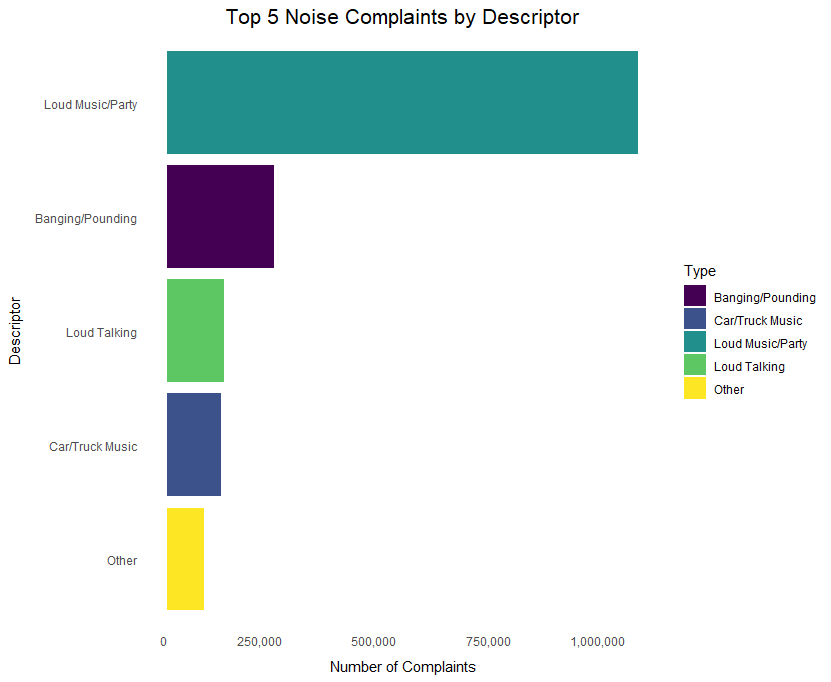 Top 5 Noise Complaints by Descriptor
Loud Music/Party
Banging/Pounding
Loud Talking
Car/Truck Music
Other
Descriptor
0
250,000
500,000
750,000
1,000,000
Number of Complaints
Type
Banging/Pounding
Car/Truck Music
Loud Music/Party
Loud Talking
Other